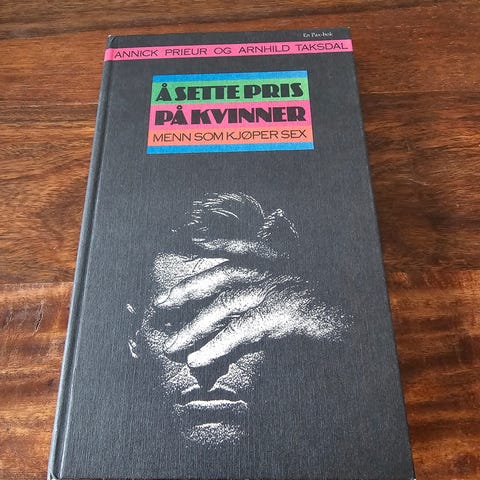 En Pax-bok
ANNICK PRIEUR OG ARNHILD TAKSDAL
Å SETTE PRIS
PÅ KVINNER
MENN SOM KJØPER SEX